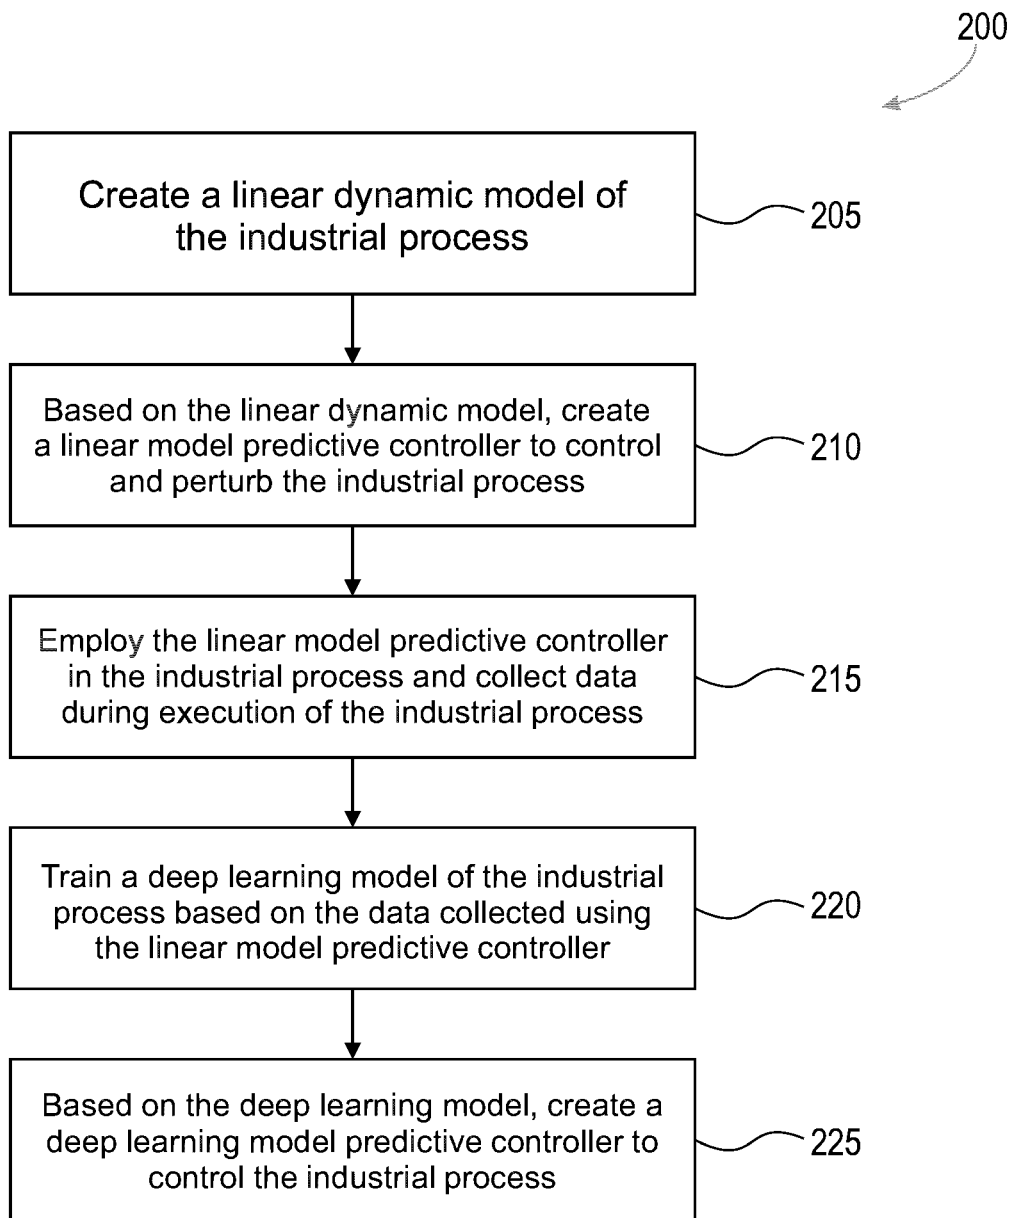 200
Create a linear dynamic model of
the industrial process
205
Based on the linear dynamic model, create
a linear model predictive controller to control
and perturb the industrial process
210
Employ the linear model predictive controller
in the industrial process and collect data
during execution of the industrial process
215
Train a deep learning model of the industrial
process based on the data collected using
the linear model predictive controller
220
Based on the deep learning model, create a
deep learning model predictive controller to
control the industrial process
225